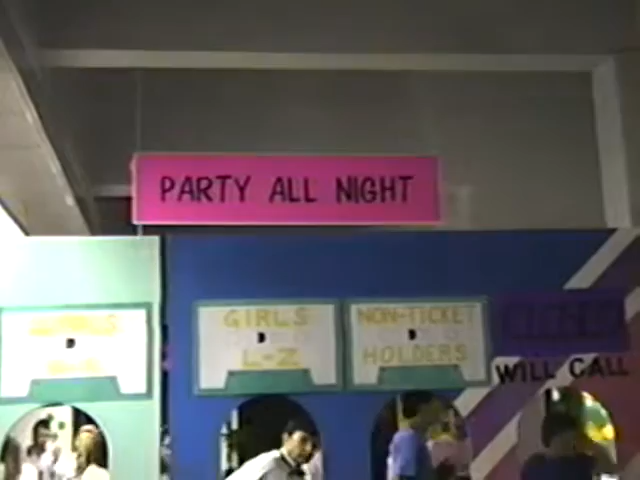 PARTY ALL NIGHT
GIRLS
L-Z
NON-TICKET
HOLDERS
WILL CALL